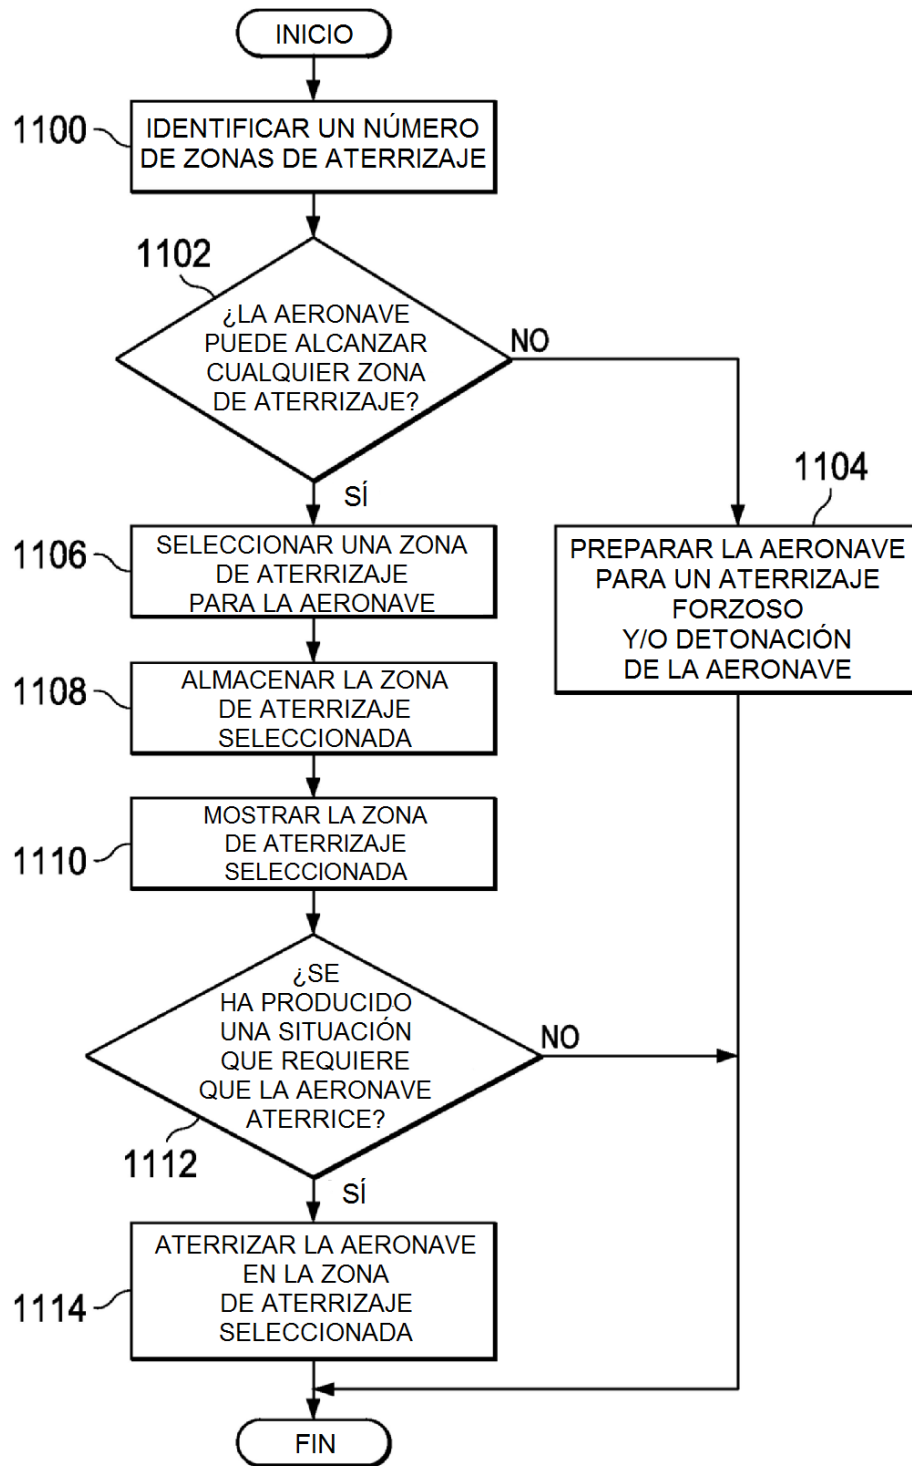 INICIO
1100
IDENTIFICAR UN NÚMERO
DE ZONAS DE ATERRIZAJE
1102
¿LA AERONAVE
PUEDE ALCANZAR
CUALQUIER ZONA
DE ATERRIZAJE?
NO
SÍ
1104
PREPARAR LA AERONAVE
PARA UN ATERRIZAJE
FORZOSO
Y/O DETONACIÓN
DE LA AERONAVE
1106
SELECCIONAR UNA ZONA
DE ATERRIZAJE
PARA LA AERONAVE
1108
ALMACENAR LA ZONA
DE ATERRIZAJE
SELECCIONADA
1110
MOSTRAR LA ZONA
DE ATERRIZAJE
SELECCIONADA
¿SE
HA PRODUCIDO
UNA SITUACIÓN
QUE REQUIERE
QUE LA AERONAVE
ATERRICE?
NO
1112
SÍ
1114
ATERRIZAR LA AERONAVE
EN LA ZONA
DE ATERRIZAJE
SELECCIONADA
FIN